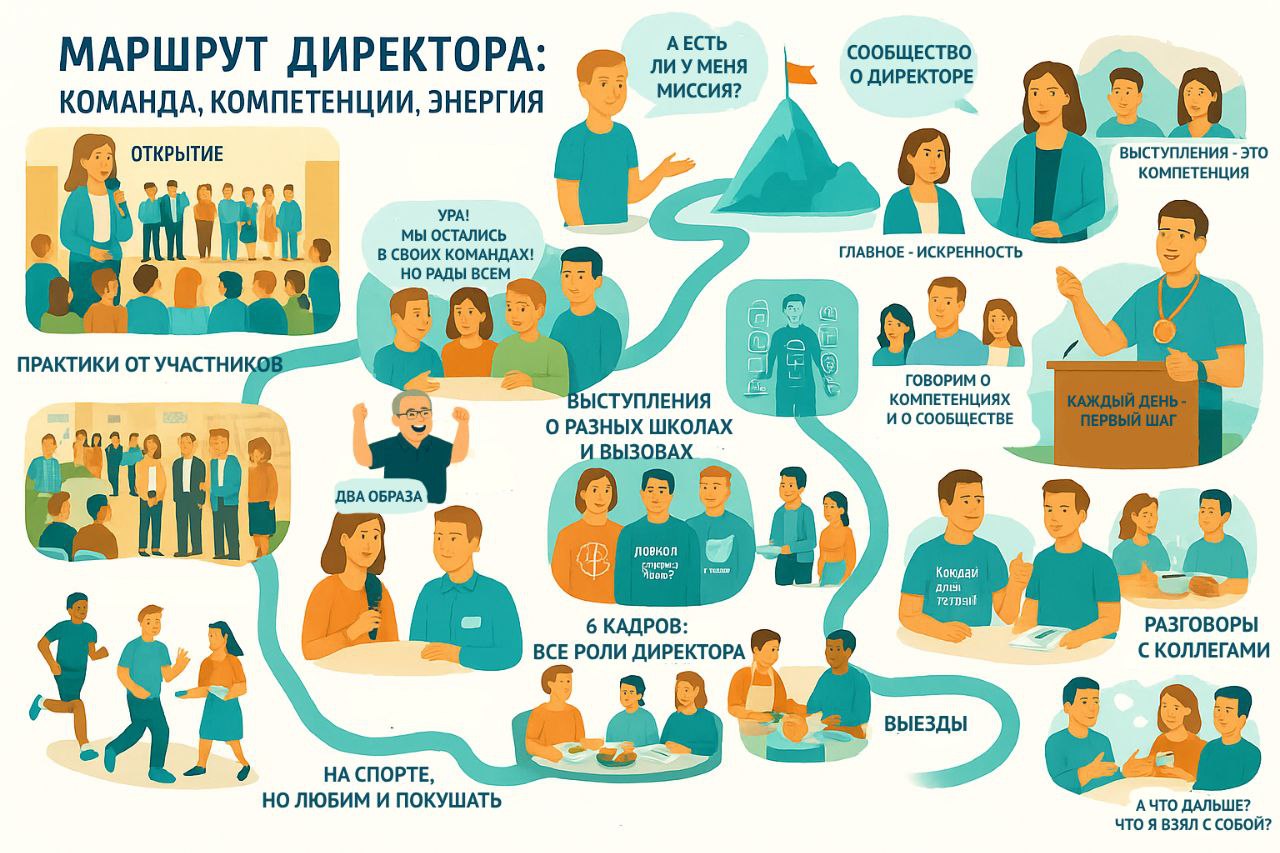 МАРШРУТ ДИРЕКТОРА:
КОМАНДА, КОМПЕТЕНЦИИ, ЭНЕРГИЯ
ОТКРЫТИЕ
А ЕСТЬ
ЛИ У МЕНЯ
МИССИЯ?
СООБЩЕСТВО
О ДИРЕКТОРЕ
ВЫСТУПЛЕНИЯ - ЭТО
КОМПЕТЕНЦИЯ
УРА!
МЫ ОСТАЛИСЬ
В СВОИХ КОМАНДАХ!
НО РАДЫ ВСЕМ
ГЛАВНОЕ - ИСКРЕННОСТЬ
ПРАКТИКИ ОТ УЧАСТНИКОВ
ГОВОРИМ О
КОМПЕТЕНЦИЯХ
И О СООБЩЕСТВЕ
КАЖДЫЙ ДЕНЬ -
ПЕРВЫЙ ШАГ
ВЫСТУПЛЕНИЯ
О РАЗНЫХ ШКОЛАХ
И ВЫЗОВАХ
ДВА ОБРАЗА
6 КАДРОВ:
ВСЕ РОЛИ ДИРЕКТОРА
РАЗГОВОРЫ
С КОЛЛЕГАМИ
ВЫЕЗДЫ
НА СПОРТЕ,
НО ЛЮБИМ И ПОКУШАТЬ
А ЧТО ДАЛЬШЕ?
ЧТО Я ВЗЯЛ С СОБОЙ?